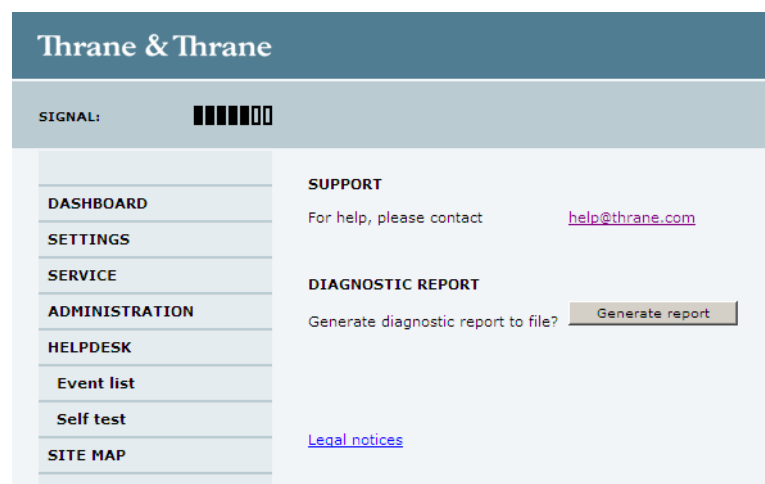 Thrane & Thrane
SIGNAL:
DASHBOARD
SETTINGS
SERVICE
ADMINISTRATION
HELPDESK
Event list
Self test
SITE MAP
SUPPORT
For help, please contact help@thrane.com
DIAGNOSTIC REPORT
Generate diagnostic report to file? Generate report
Legal notices